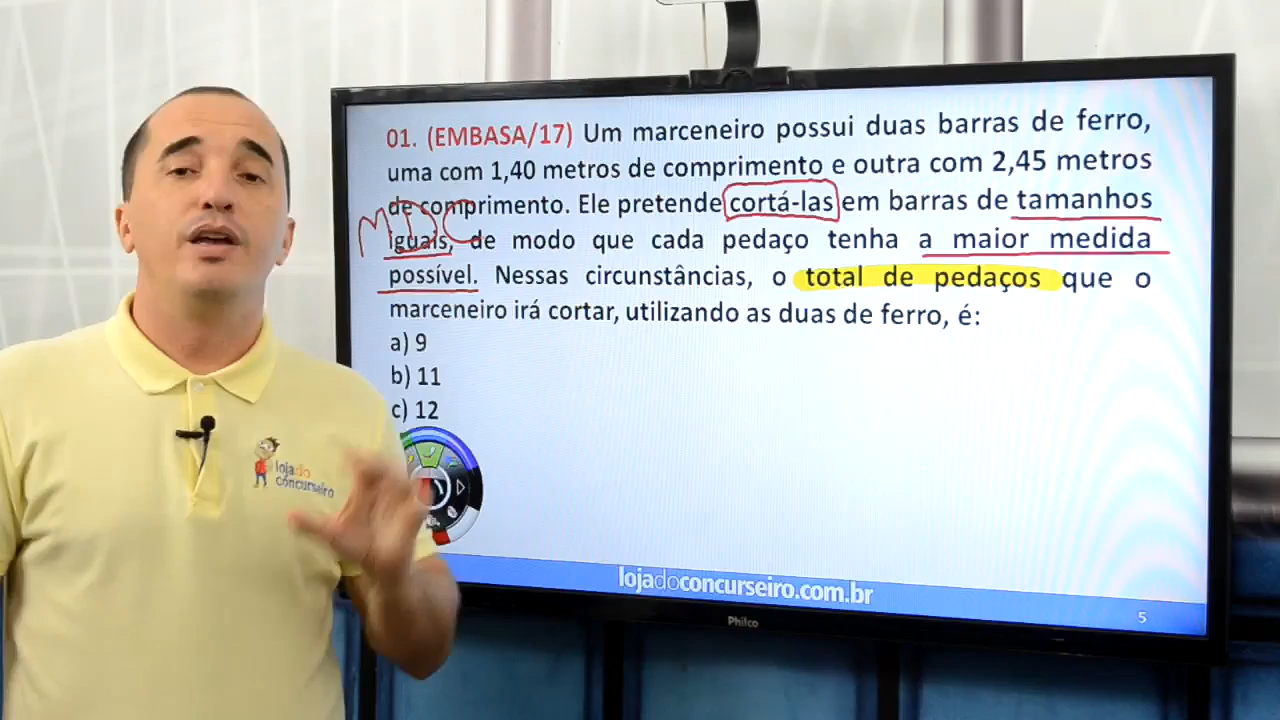 01. (EMBASA/17) Um marceneiro possui duas barras de ferro,
uma com 1,40 metros de comprimento e outra com 2,45 metros
de comprimento. Ele pretende cortá-las em barras de tamanhos
MDC
iguais, de modo que cada pedaço tenha a maior medida
possível. Nessas circunstâncias, o total de pedaços que o
marceneiro irá cortar, utilizando as duas de ferro, é:
a) 9
b) 11
c) 12
lojado
concurseiro
lojadoconcurseiro.com.br
5
Philco